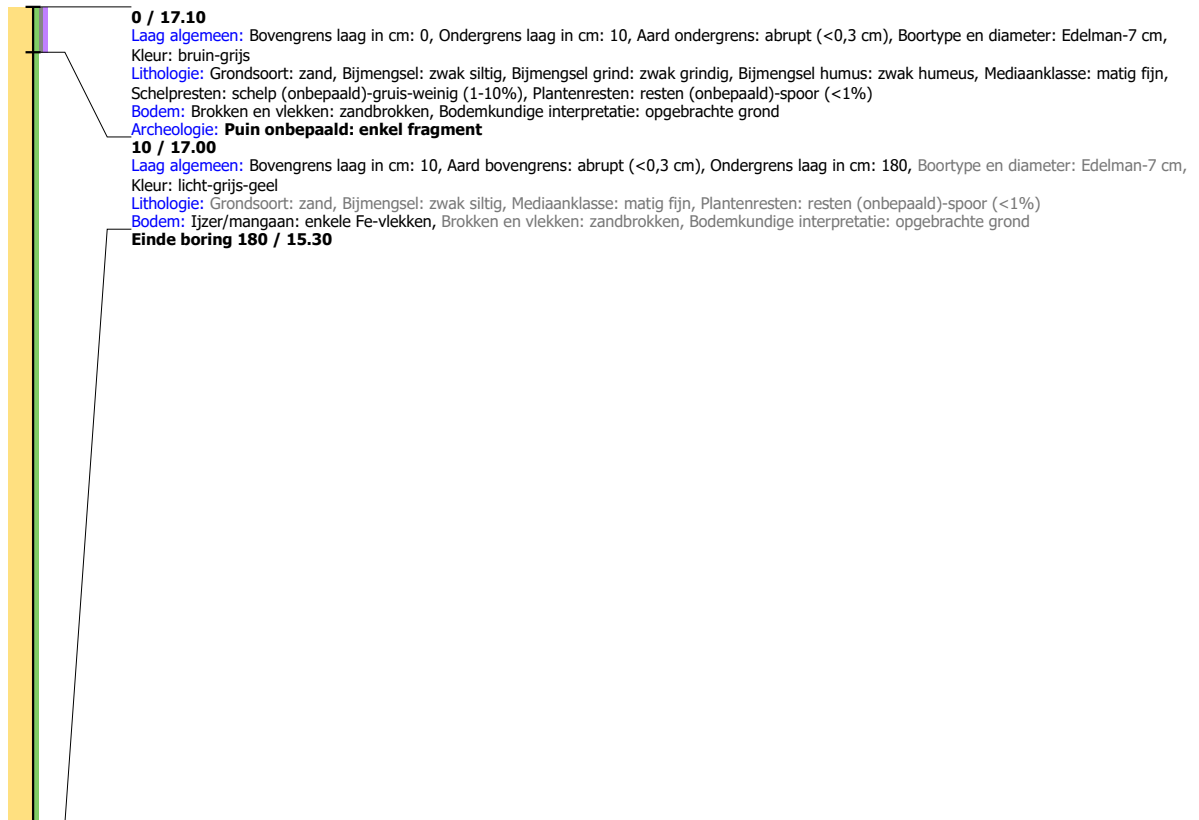 0 / 17.10
Laag algemeen: Bovengrens laag in cm: 0, Ondergrens laag in cm: 10, Aard ondergrens: abrupt (<0,3 cm), Boortype en diameter: Edelman-7 cm,
Kleur: bruin-grijs
Lithologie: Grondsoort: zand, Bijmengsel: zwak siltig, Bijmengsel grind: zwak grindig, Bijmengsel humus: zwak humeus, Mediaanklasse: matig fijn,
Schelpresten: schelp (onbepaald)-gruis-weinig (1-10%), Plantenresten: resten (onbepaald)-spoor (<1%)
Bodem: Brokken en vlekken: zandbrokken, Bodemkundige interpretatie: opgebrachte grond
Archeologie: Puin onbepaald: enkel fragment
10 / 17.00
Laag algemeen: Bovengrens laag in cm: 10, Aard bovengrens: abrupt (<0,3 cm), Ondergrens laag in cm: 180, Boortype en diameter: Edelman-7 cm,
Kleur: licht-grijs-geel
Lithologie: Grondsoort: zand, Bijmengsel: zwak siltig, Mediaanklasse: matig fijn, Plantenresten: resten (onbepaald)-spoor (<1%)
Bodem: Ijzer/mangaan: enkele Fe-vlekken, Brokken en vlekken: zandbrokken, Bodemkundige interpretatie: opgebrachte grond
Einde boring 180 / 15.30